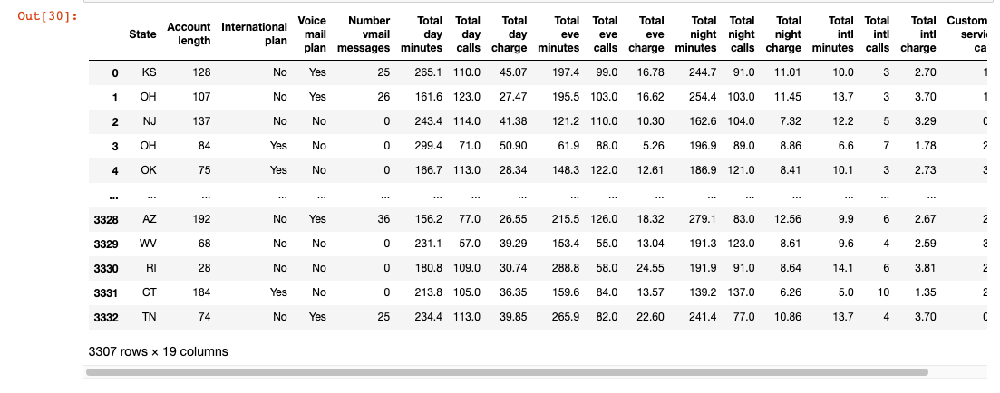 Out[30]:
State Account length International plan Voice mail plan Number vmail messages Total day minutes Total day calls Total day charge Total eve minutes Total eve calls Total eve charge Total night minutes Total night calls Total night charge Total intl minutes Total intl calls Total intl charge Custom servi ca
0 KS 128 No Yes 25 265.1 110.0 45.07 197.4 99.0 16.78 244.7 91.0 11.01 10.0 3 2.70 1
1 OH 107 No Yes 26 161.6 123.0 27.47 195.5 103.0 16.62 254.4 103.0 11.45 13.7 3 3.70 1
2 NJ 137 No No 0 243.4 114.0 41.38 121.2 110.0 10.30 162.6 104.0 7.32 12.2 5 3.29 0
3 OH 84 Yes No 0 299.4 71.0 50.90 61.9 88.0 5.26 196.9 89.0 8.86 6.6 7 1.78 2
4 OK 75 Yes No 0 166.7 113.0 28.34 148.3 122.0 12.61 186.9 121.0 8.41 10.1 3 2.73 3
... ... ... ... ... ... ... ... ... ... ... ... ... ... ... ... ... ...
3328 AZ 192 No Yes 36 156.2 77.0 26.55 215.5 126.0 18.32 279.1 83.0 12.56 9.9 6 2.67 2
3329 WV 68 No No 0 231.1 57.0 39.29 153.4 55.0 13.04 191.3 123.0 8.61 9.6 4 2.59 3
3330 RI 28 No No 0 180.8 109.0 30.74 288.8 58.0 24.55 191.9 91.0 8.64 14.1 6 3.81 2
3331 CT 184 Yes No 0 213.8 105.0 36.35 159.6 84.0 13.57 139.2 137.0 6.26 5.0 10 1.35 2
3332 TN 74 No Yes 25 234.4 113.0 39.85 265.9 82.0 22.60 241.4 77.0 10.86 13.7 4 3.70 0
3307 rows × 19 columns